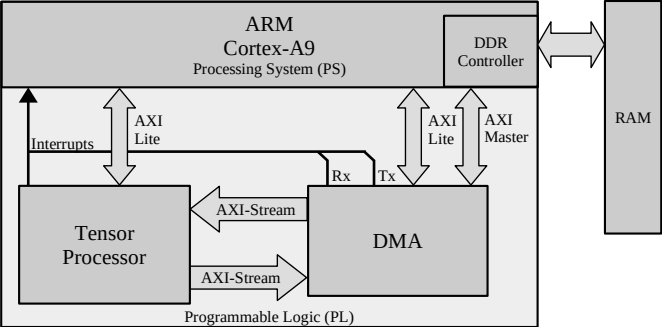 ARM
Cortex-A9
Processing System (PS)
DDR
Controller
RAM
AXI
Lite
AXI
Lite
AXI
Master
Interrupts
Rx
Tx
Tensor
Processor
AXI-Stream
AXI-Stream
DMA
Programmable Logic (PL)